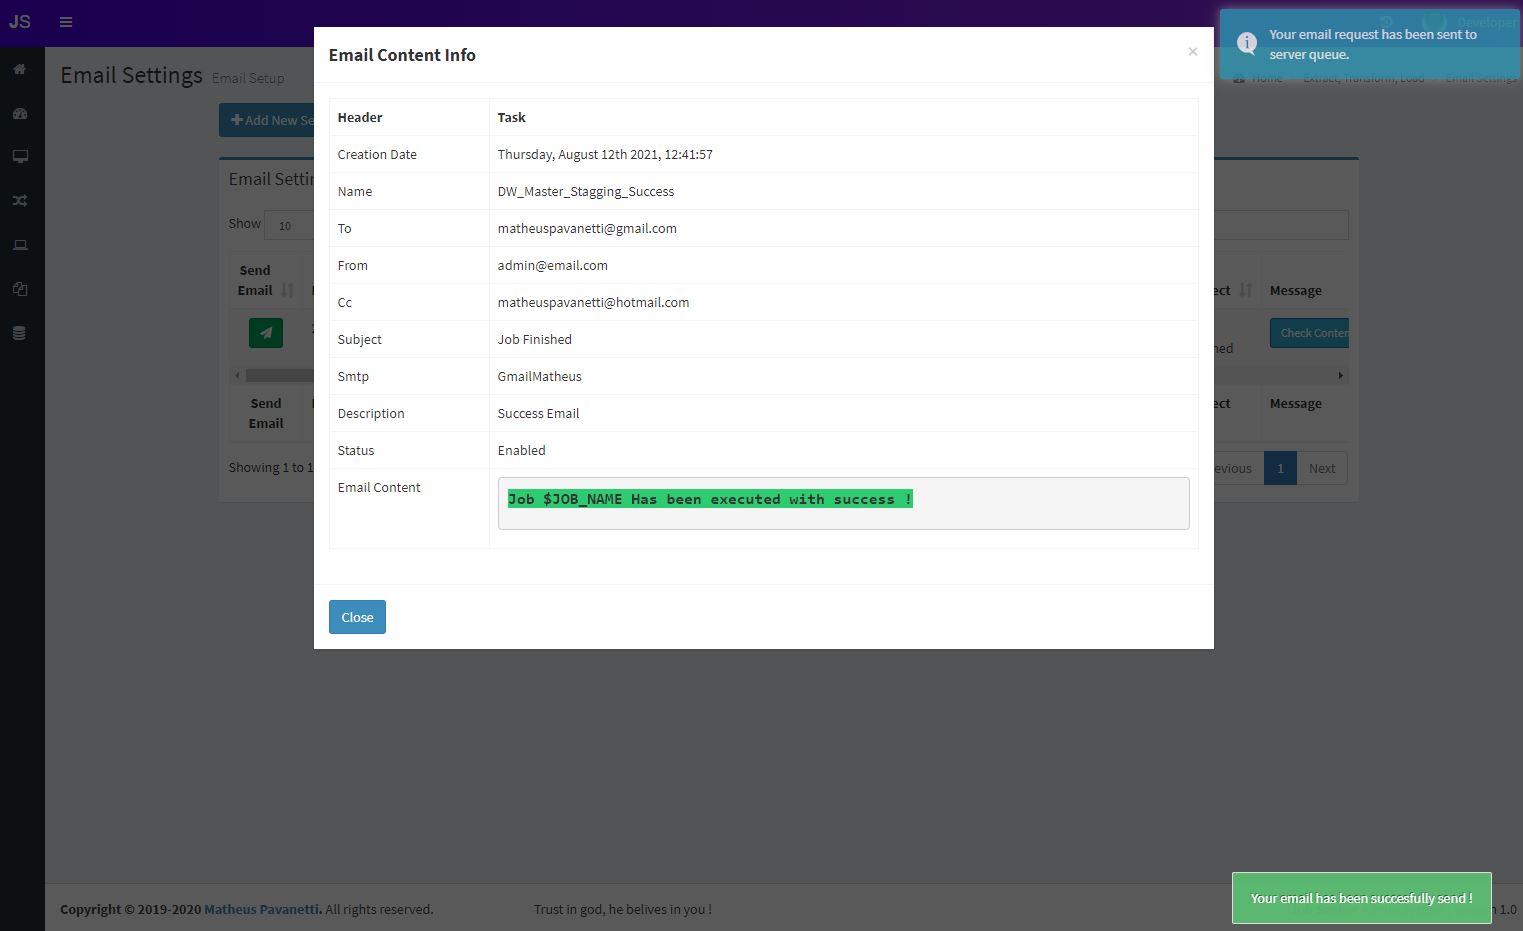 JS
Developer
Your email request has been sent to
server queue.
Email Settings Email Setup
Home Extract, Transform, Load Email Settings
Add New Se
Email Content Info
×
Header Task
Creation Date Thursday, August 12th 2021, 12:41:57
Name DW_Master_Stagging_Success
To matheuspavanetti@gmail.com
From admin@email.com
Cc matheuspavanetti@hotmail.com
Subject Job Finished
Smtp GmailMatheus
Description Success Email
Status Enabled
Email Content Job $JOB_NAME Has been executed with success !
Close
Email Settin
Show 10
Send
Email ect Message
Check Conten
ned
Send
Email ect Message
Showing 1 to 1 evious 1 Next
Copyright © 2019-2020 Matheus Pavanetti. All rights reserved. Trust in god, he belives in you !
Your email has been succesfully send !
1.0